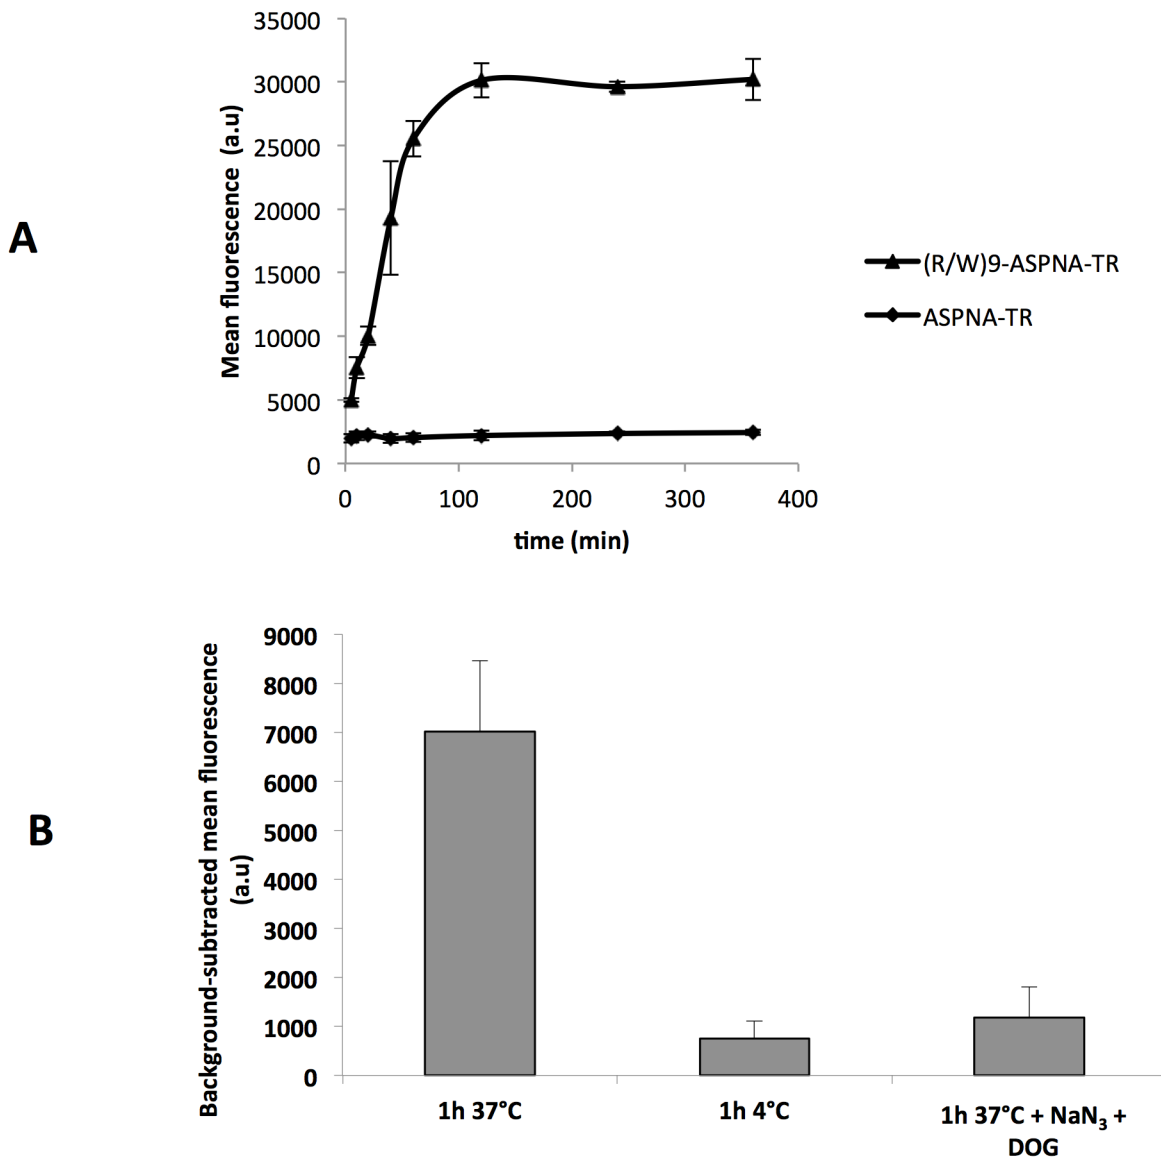 A
Mean fluorescence (a.u)
35000
30000
25000
20000
15000
10000
5000
0
0 100 200 300 400
time (min)
(R/W)9-ASPNA-TR
ASPNA-TR
B
Background-subtracted mean fluorescence
(a.u)
9000
8000
7000
6000
5000
4000
3000
2000
1000
0
1h 37°C 1h 4°C 1h 37°C + NaN₃ +
DOG